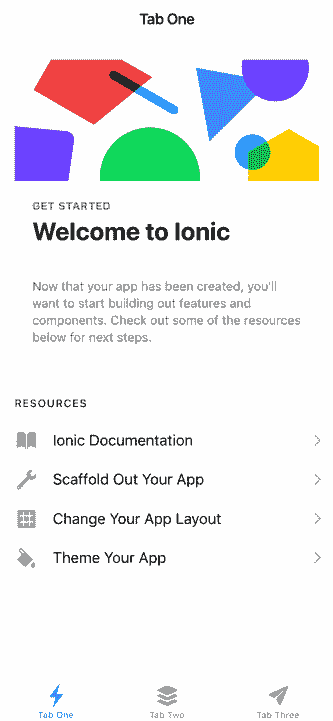 Tab One
GET STARTED
Welcome to Ionic
Now that your app has been created, you'll
want to start building out features and
components. Check out some of the resources
below for next steps.
RESOURCES
Ionic Documentation
Scaffold Out Your App
Change Your App Layout
Theme Your App
Tab One
Tab Two
Tab Three